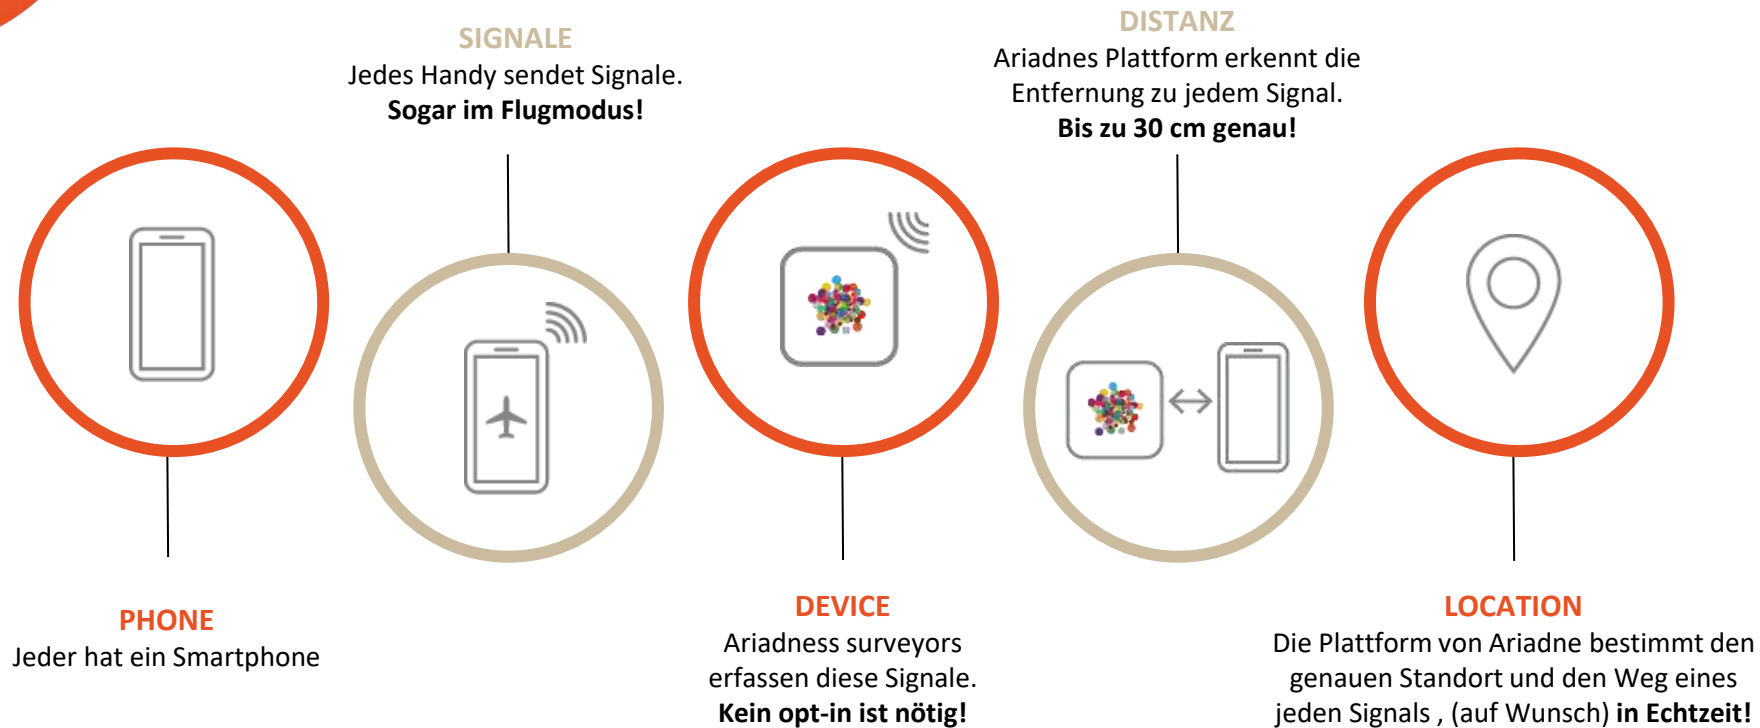 PHONE
Jeder hat ein Smartphone
SIGNALE
Jedes Handy sendet Signale.
Sogar im Flugmodus!
DEVICE
Ariadness surveyors
erfassen diese Signale.
Kein opt-in ist nötig!
DISTANZ
Ariadnes Plattform erkennt die
Entfernung zu jedem Signal.
Bis zu 30 cm genau!
LOCATION
Die Plattform von Ariadne bestimmt den
genauen Standort und den Weg eines
jeden Signals , (auf Wunsch) in Echtzeit!